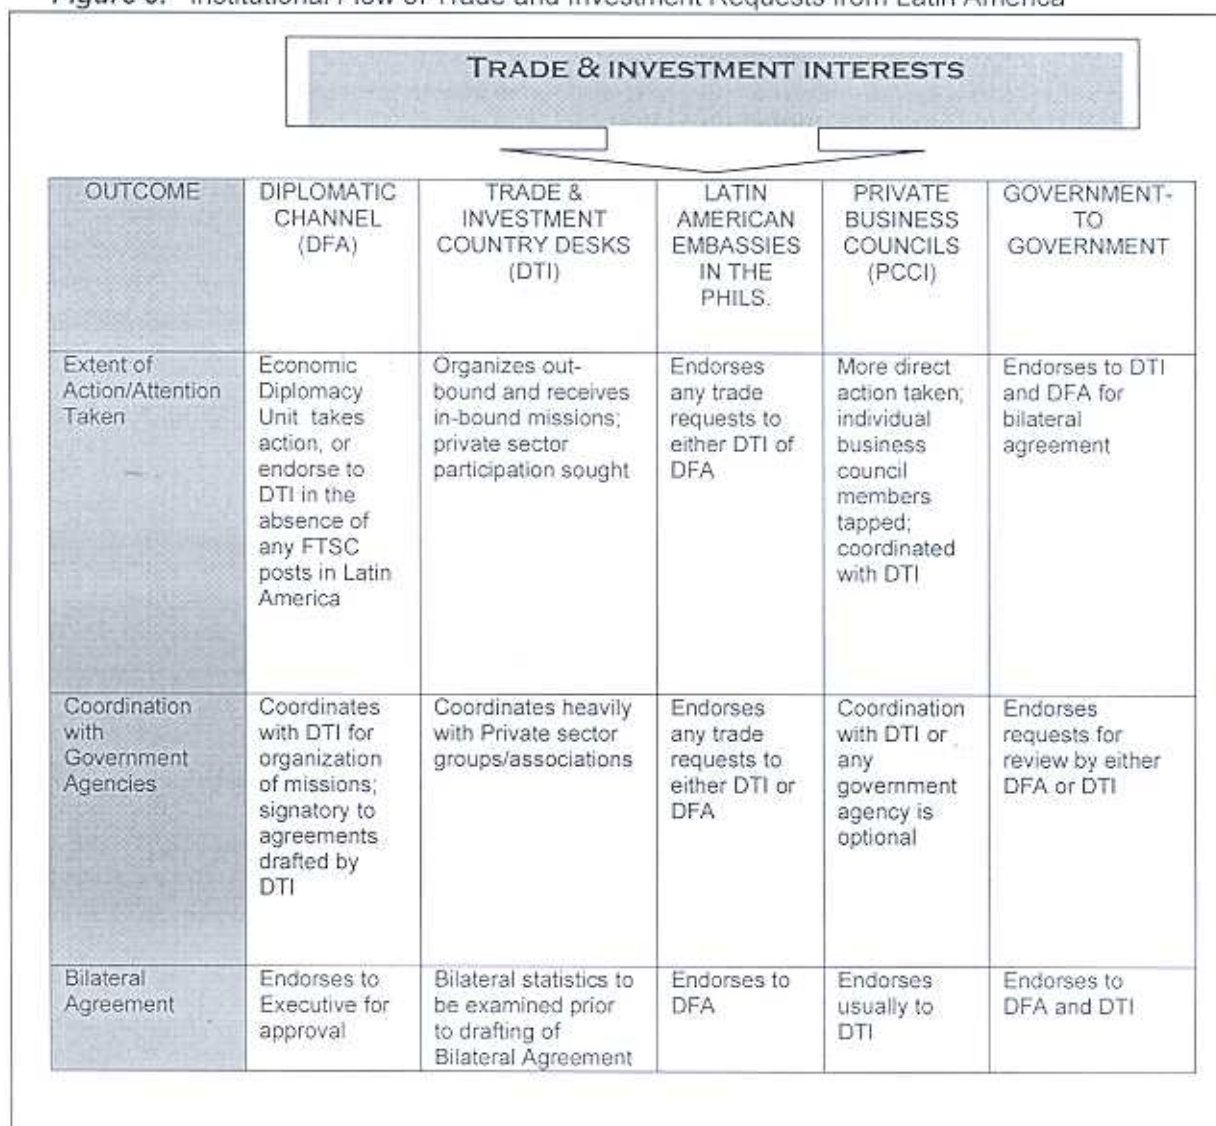 Institutional Flow of Trade and Investment Requests from Latin America
TRADE & INVESTMENT INTERESTS
OUTCOME
DIPLOMATIC
CHANNEL
(DFA)
TRADE &
INVESTMENT
COUNTRY DESKS
(DTI)
LATIN
AMERICAN
EMBASSIES
IN THE
PHILS.
PRIVATE
BUSINESS
COUNCILS
(PCCI)
GOVERNMENT-
TO
GOVERNMENT
Extent of
Action/Attention
Taken
Economic
Diplomacy
Unit takes
action, or
endorse to
DTI in the
absence of
any FTSC
posts in Latin
America
Organizes out-
bound and receives
in-bound missions;
private sector
participation sought
Endorses
any trade
requests to
either DTI of
DFA
More direct
action taken;
individual
business
council
members
tapped;
coordinated
with DTI
Endorses to DTI
and DFA for
bilateral
agreement
Coordination
with
Government
Agencies
Coordinates
with DTI for
organization
of missions;
signatory to
agreements
drafted by
DTI
Coordinates heavily
with Private sector
groups/associations
Endorses
any trade
requests to
either DTI or
DFA
Coordination
with DTI or
any
government
agency is
optional
Endorses
requests for
review by either
DFA or DTI
Bilateral
Agreement
Endorses to
Executive for
approval
Bilateral statistics to
be examined prior
to drafting of
Bilateral Agreement
Endorses to
DFA
Endorses
usually to
DTI
Endorses to
DFA and DTI